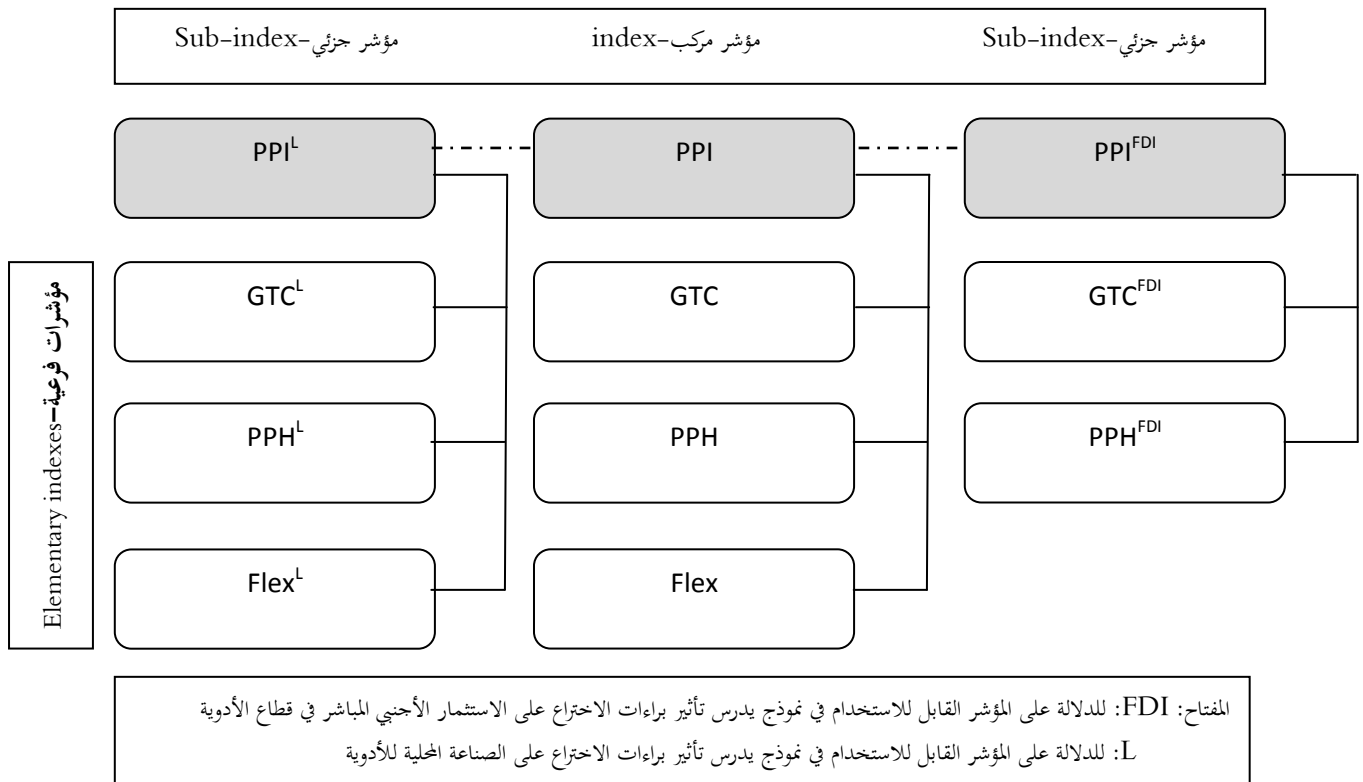 مؤشر جزئي-Sub-index مؤشر مركب-index مؤشر جزئي-Sub-index
PPI^L PPI PPI^FDI
GTC^L GTC GTC^FDI
PPH^L PPH PPH^FDI
Flex^L Flex
مؤشرات فرعية-Elementary indexes
المفتاح: FDI: للدلالة على المؤشر القابل للاستخدام في نموذج يدرس تأثير براءات الاختراع على الاستثمار الأجنبي المباشر في قطاع الأدوية
L: للدلالة على المؤشر القابل للاستخدام في نموذج يدرس تأثير براءات الاختراع على الصناعة المحلية للأدوية